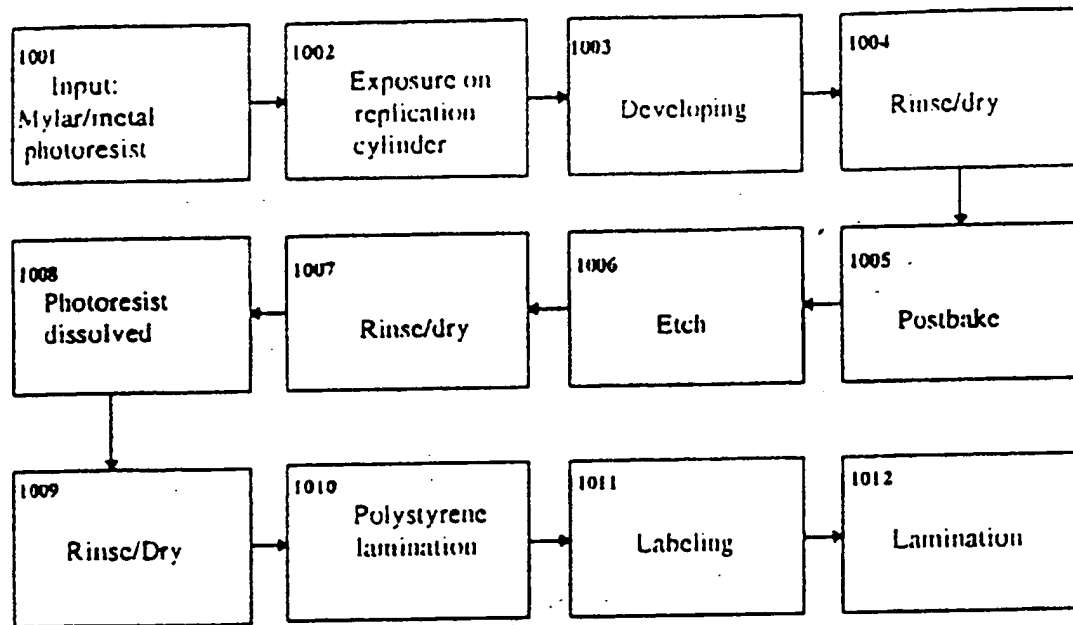 1001
Input:
Mylar/metal
photoresist
1002
Exposure on
replication
cylinder
1003
Developing
1004
Rinse/dry
1008
Photoresist
dissolved
1007
Rinse/dry
1006
Etch
1005
Postbake
1009
Rinse/Dry
1010
Polystyrene
lamination
1011
Labeling
1012
Lamination